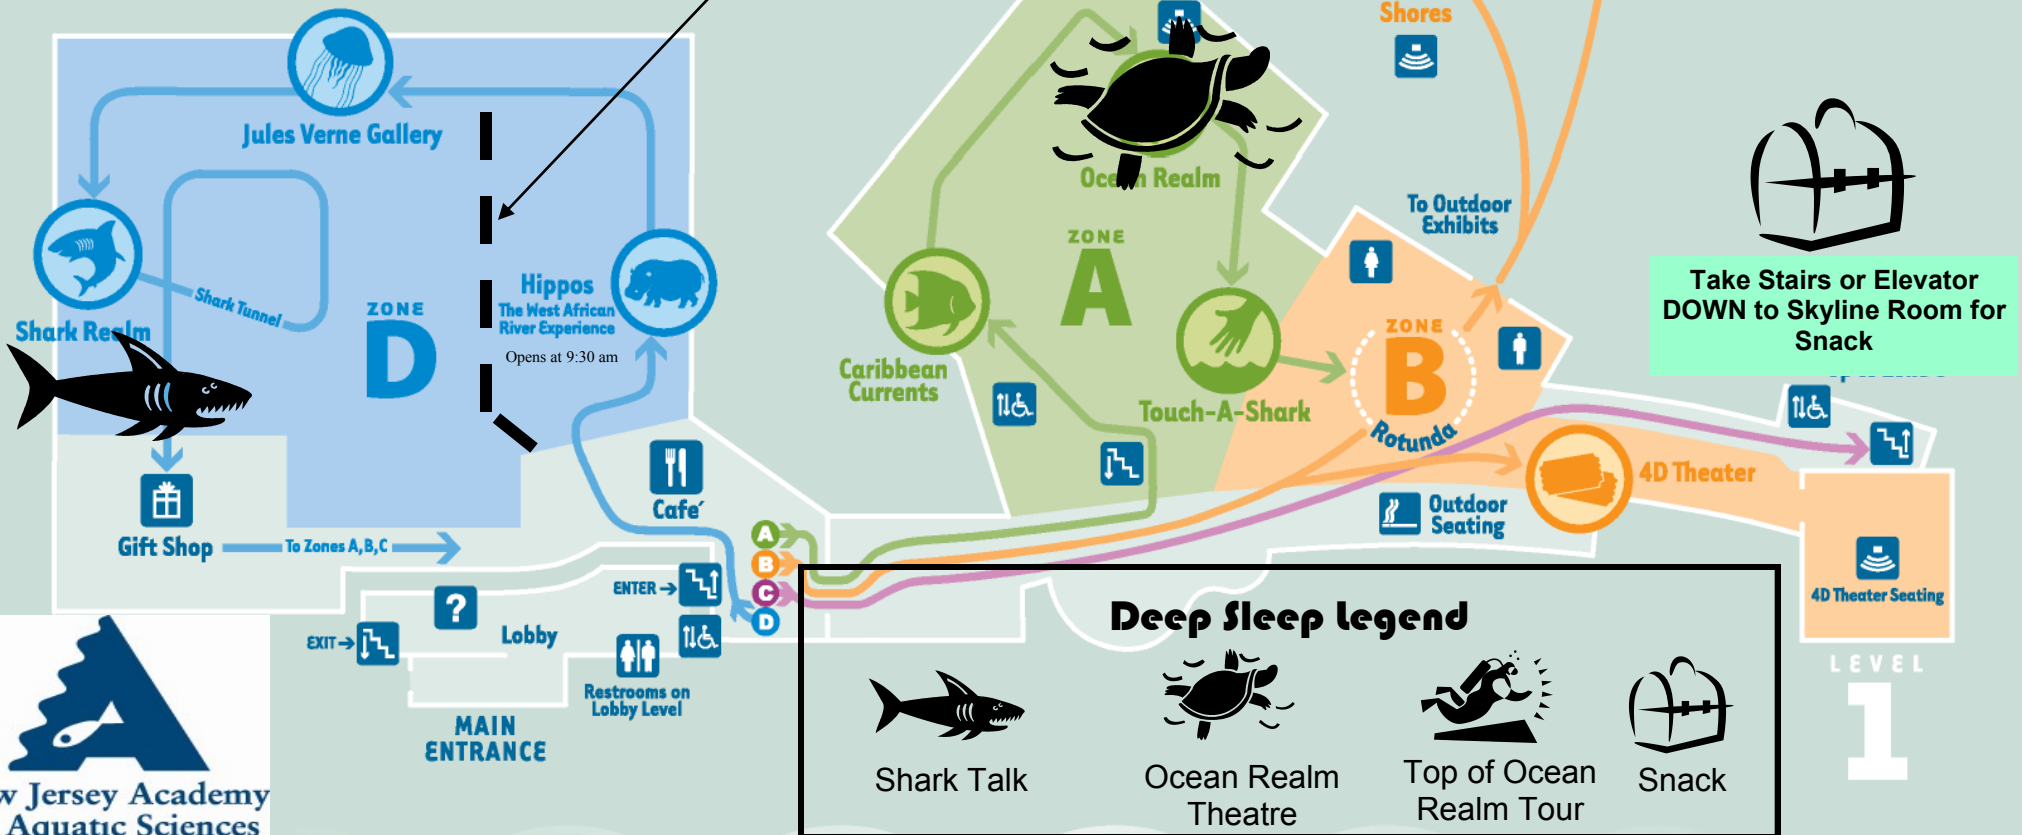 Shores
Jules Verne Gallery
Ocean Realm
To Outdoor
Exhibits
ZONE
A
Take Stairs or Elevator
DOWN to Skyline Room for
Snack
Shark Tunnel
Shark Realm
ZONE
D
Hippos
The West African
River Experience
Opens at 9:30 am
Caribbean
Currents
Touch-A-Shark
ZONE
B
Rotunda
4D Theater
Outdoor
Seating
Cafe´
Gift Shop
To Zones A,B,C
A
B
C
D
ENTER
?
Lobby
EXIT
Restrooms on
Lobby Level
MAIN
ENTRANCE
4D Theater Seating
LEVEL
1
Deep Sleep Legend
Shark Talk
Ocean Realm
Theatre
Top of Ocean
Realm Tour
Snack
Jersey Academy
Aquatic Sciences